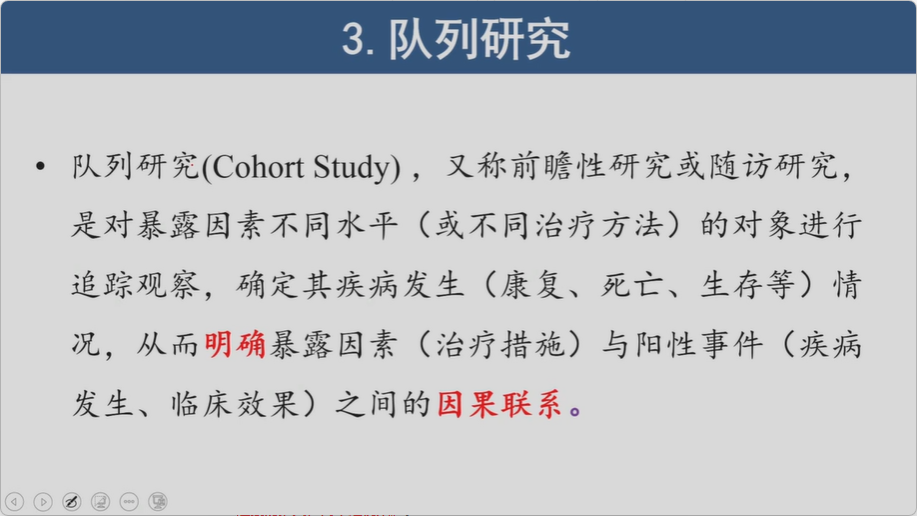 3. 队列研究
• 队列研究(Cohort Study) ，又称前瞻性研究或随访研究，
是对暴露因素不同水平（或不同治疗方法）的对象进行
追踪观察，确定其疾病发生（康复、死亡、生存等）情
况，从而明确暴露因素（治疗措施）与阳性事件（疾病
发生、临床效果）之间的因果联系。